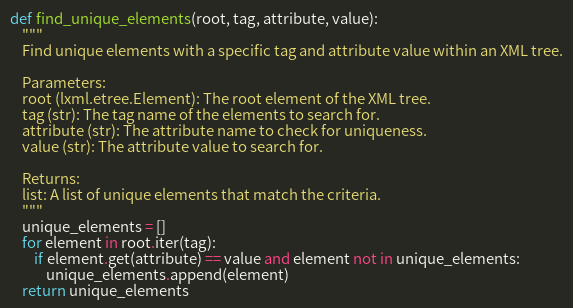 def find_unique_elements(root, tag, attribute, value):
"""
Find unique elements with a specific tag and attribute value within an XML tree.
Parameters:
root (lxml.etree.Element): The root element of the XML tree.
tag (str): The tag name of the elements to search for.
attribute (str): The attribute name to check for uniqueness.
value (str): The attribute value to search for.
Returns:
list: A list of unique elements that match the criteria.
"""
unique_elements = []
for element in root.iter(tag):
if element.get(attribute) == value and element not in unique_elements:
unique_elements.append(element)
return unique_elements